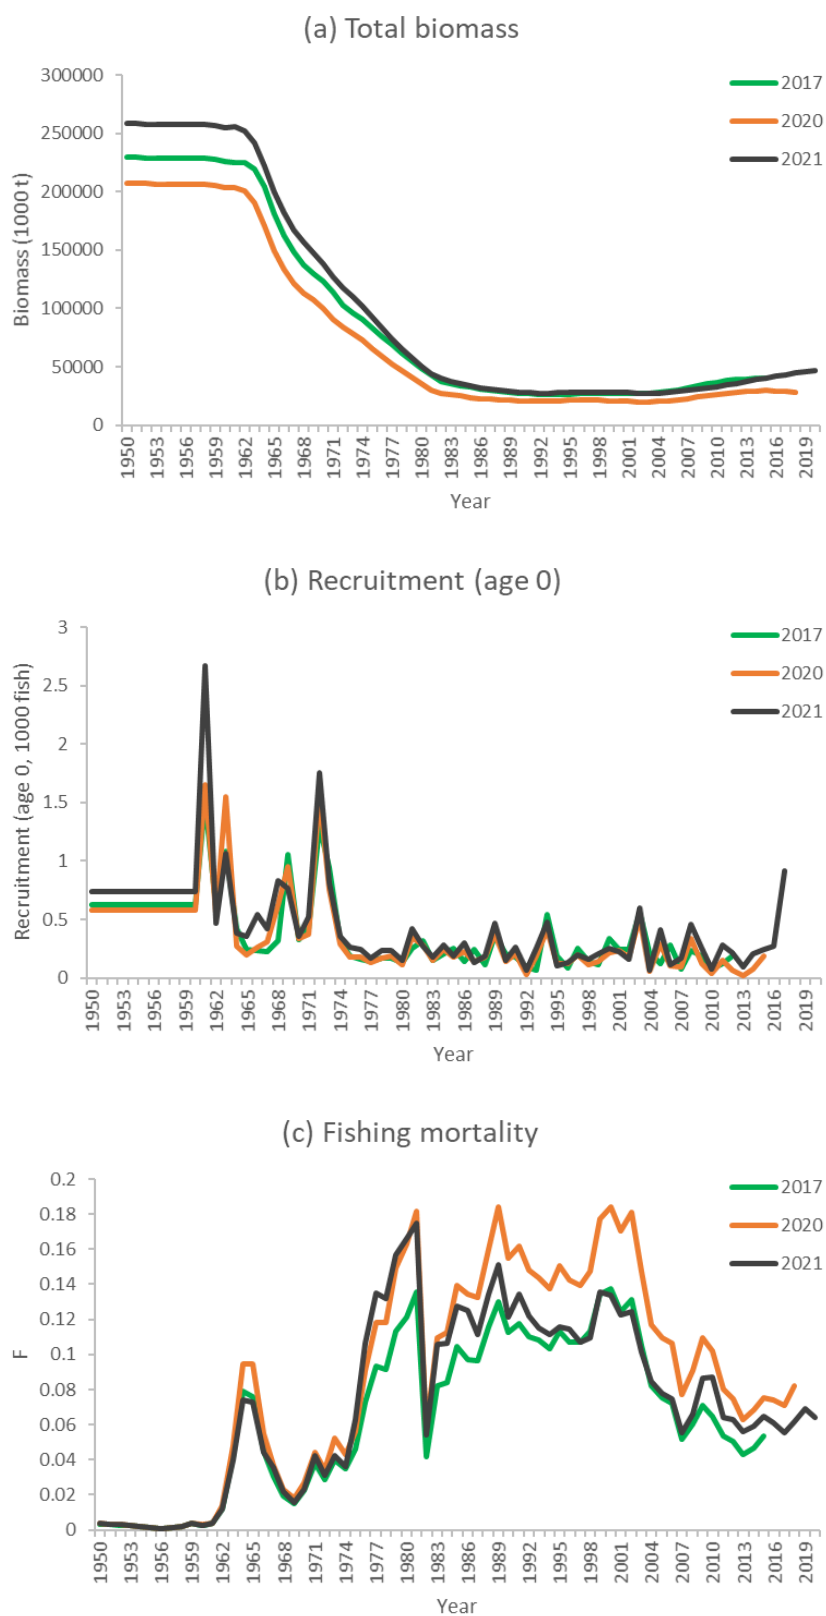 (a) Total biomass
300000
250000
200000
150000
100000
50000
0
Biomass (1000 t)
2017
2020
2021
1950 1953 1956 1959 1962 1965 1968 1971 1974 1977 1980 1983 1986 1989 1992 1995 1998 2001 2004 2007 2010 2013 2016 2019
Year
(b) Recruitment (age 0)
3
2.5
2
1.5
1
0.5
0
Recruitment (age 0, 1000 fish)
2017
2020
2021
1950 1953 1956 1959 1962 1965 1968 1971 1974 1977 1980 1983 1986 1989 1992 1995 1998 2001 2004 2007 2010 2013 2016 2019
Year
(c) Fishing mortality
0.2
0.18
0.16
0.14
0.12
0.1
0.08
0.06
0.04
0.02
0
F
2017
2020
2021
1950 1953 1956 1959 1962 1965 1968 1971 1974 1977 1980 1983 1986 1989 1992 1995 1998 2001 2004 2007 2010 2013 2016 2019
Year